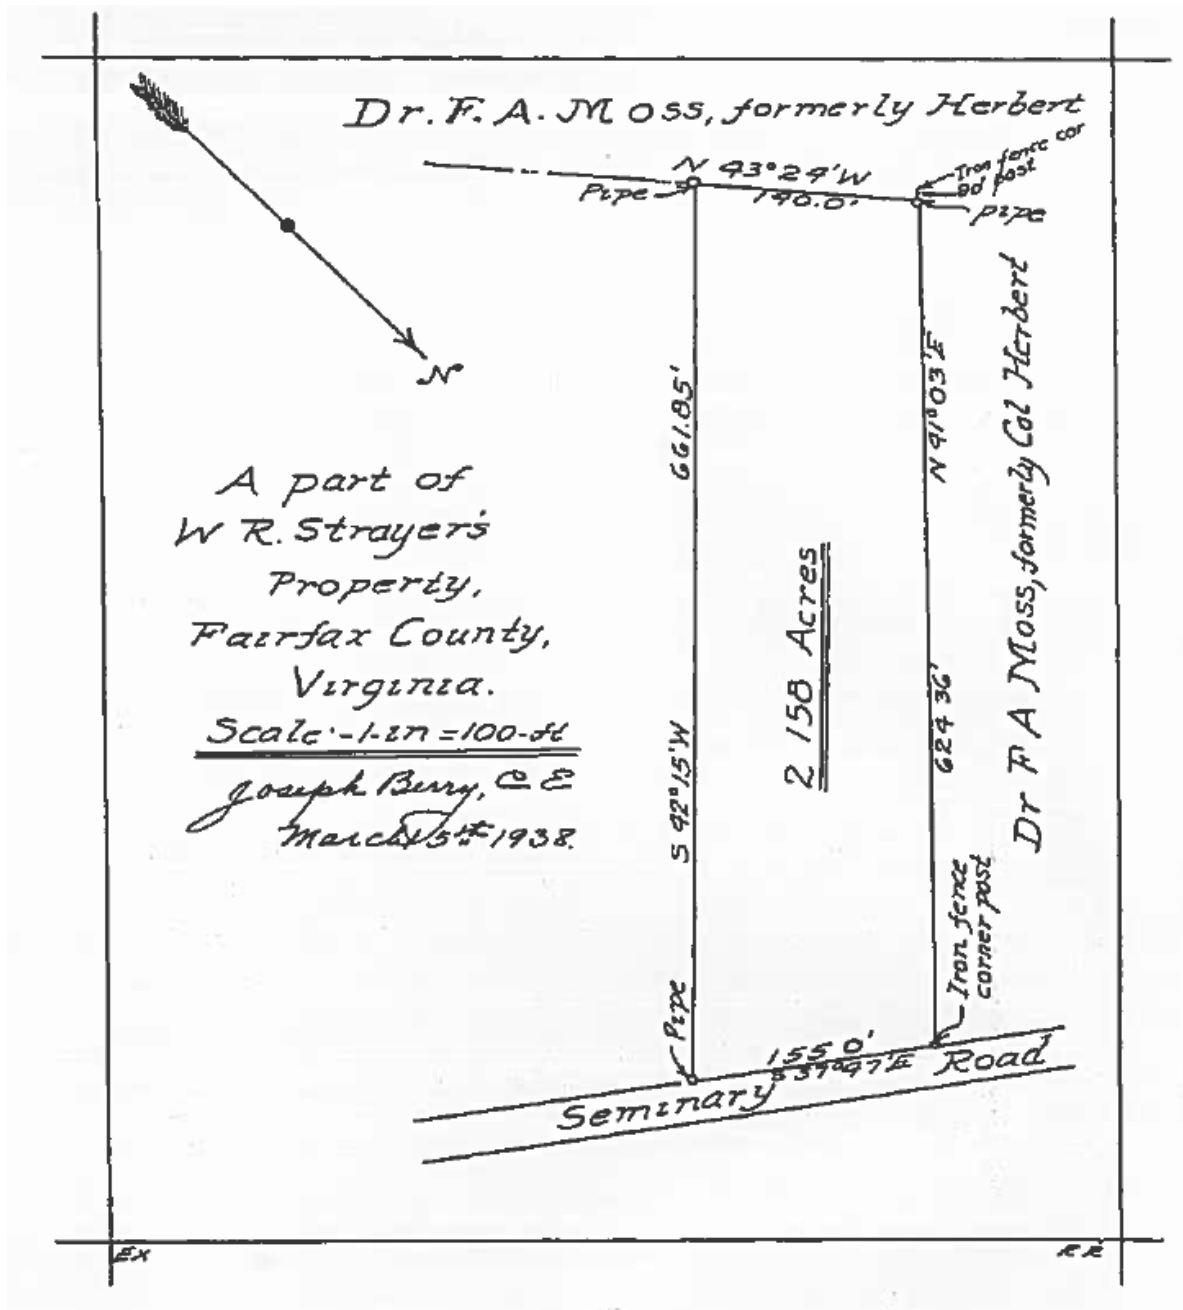 Dr. F. A. Moss, formerly Herbert
N 43°24'W
140.0'
Pipe
Iron fence cor
post
pipe
Dr F A Moss, formerly Col Herbert
N 41°03'E
624 36'
661.85'
S 42°15'W
2 158 Acres
N
A part of
W R. Strayer's
Property,
Fairfax County,
Virginia.
Scale·-1-in=100-ft
Joseph Berry, C E
March 5th 1938.
Pipe
Iron fence
corner post
155 0'
S 37°47'E
Seminary Road
EX
RR